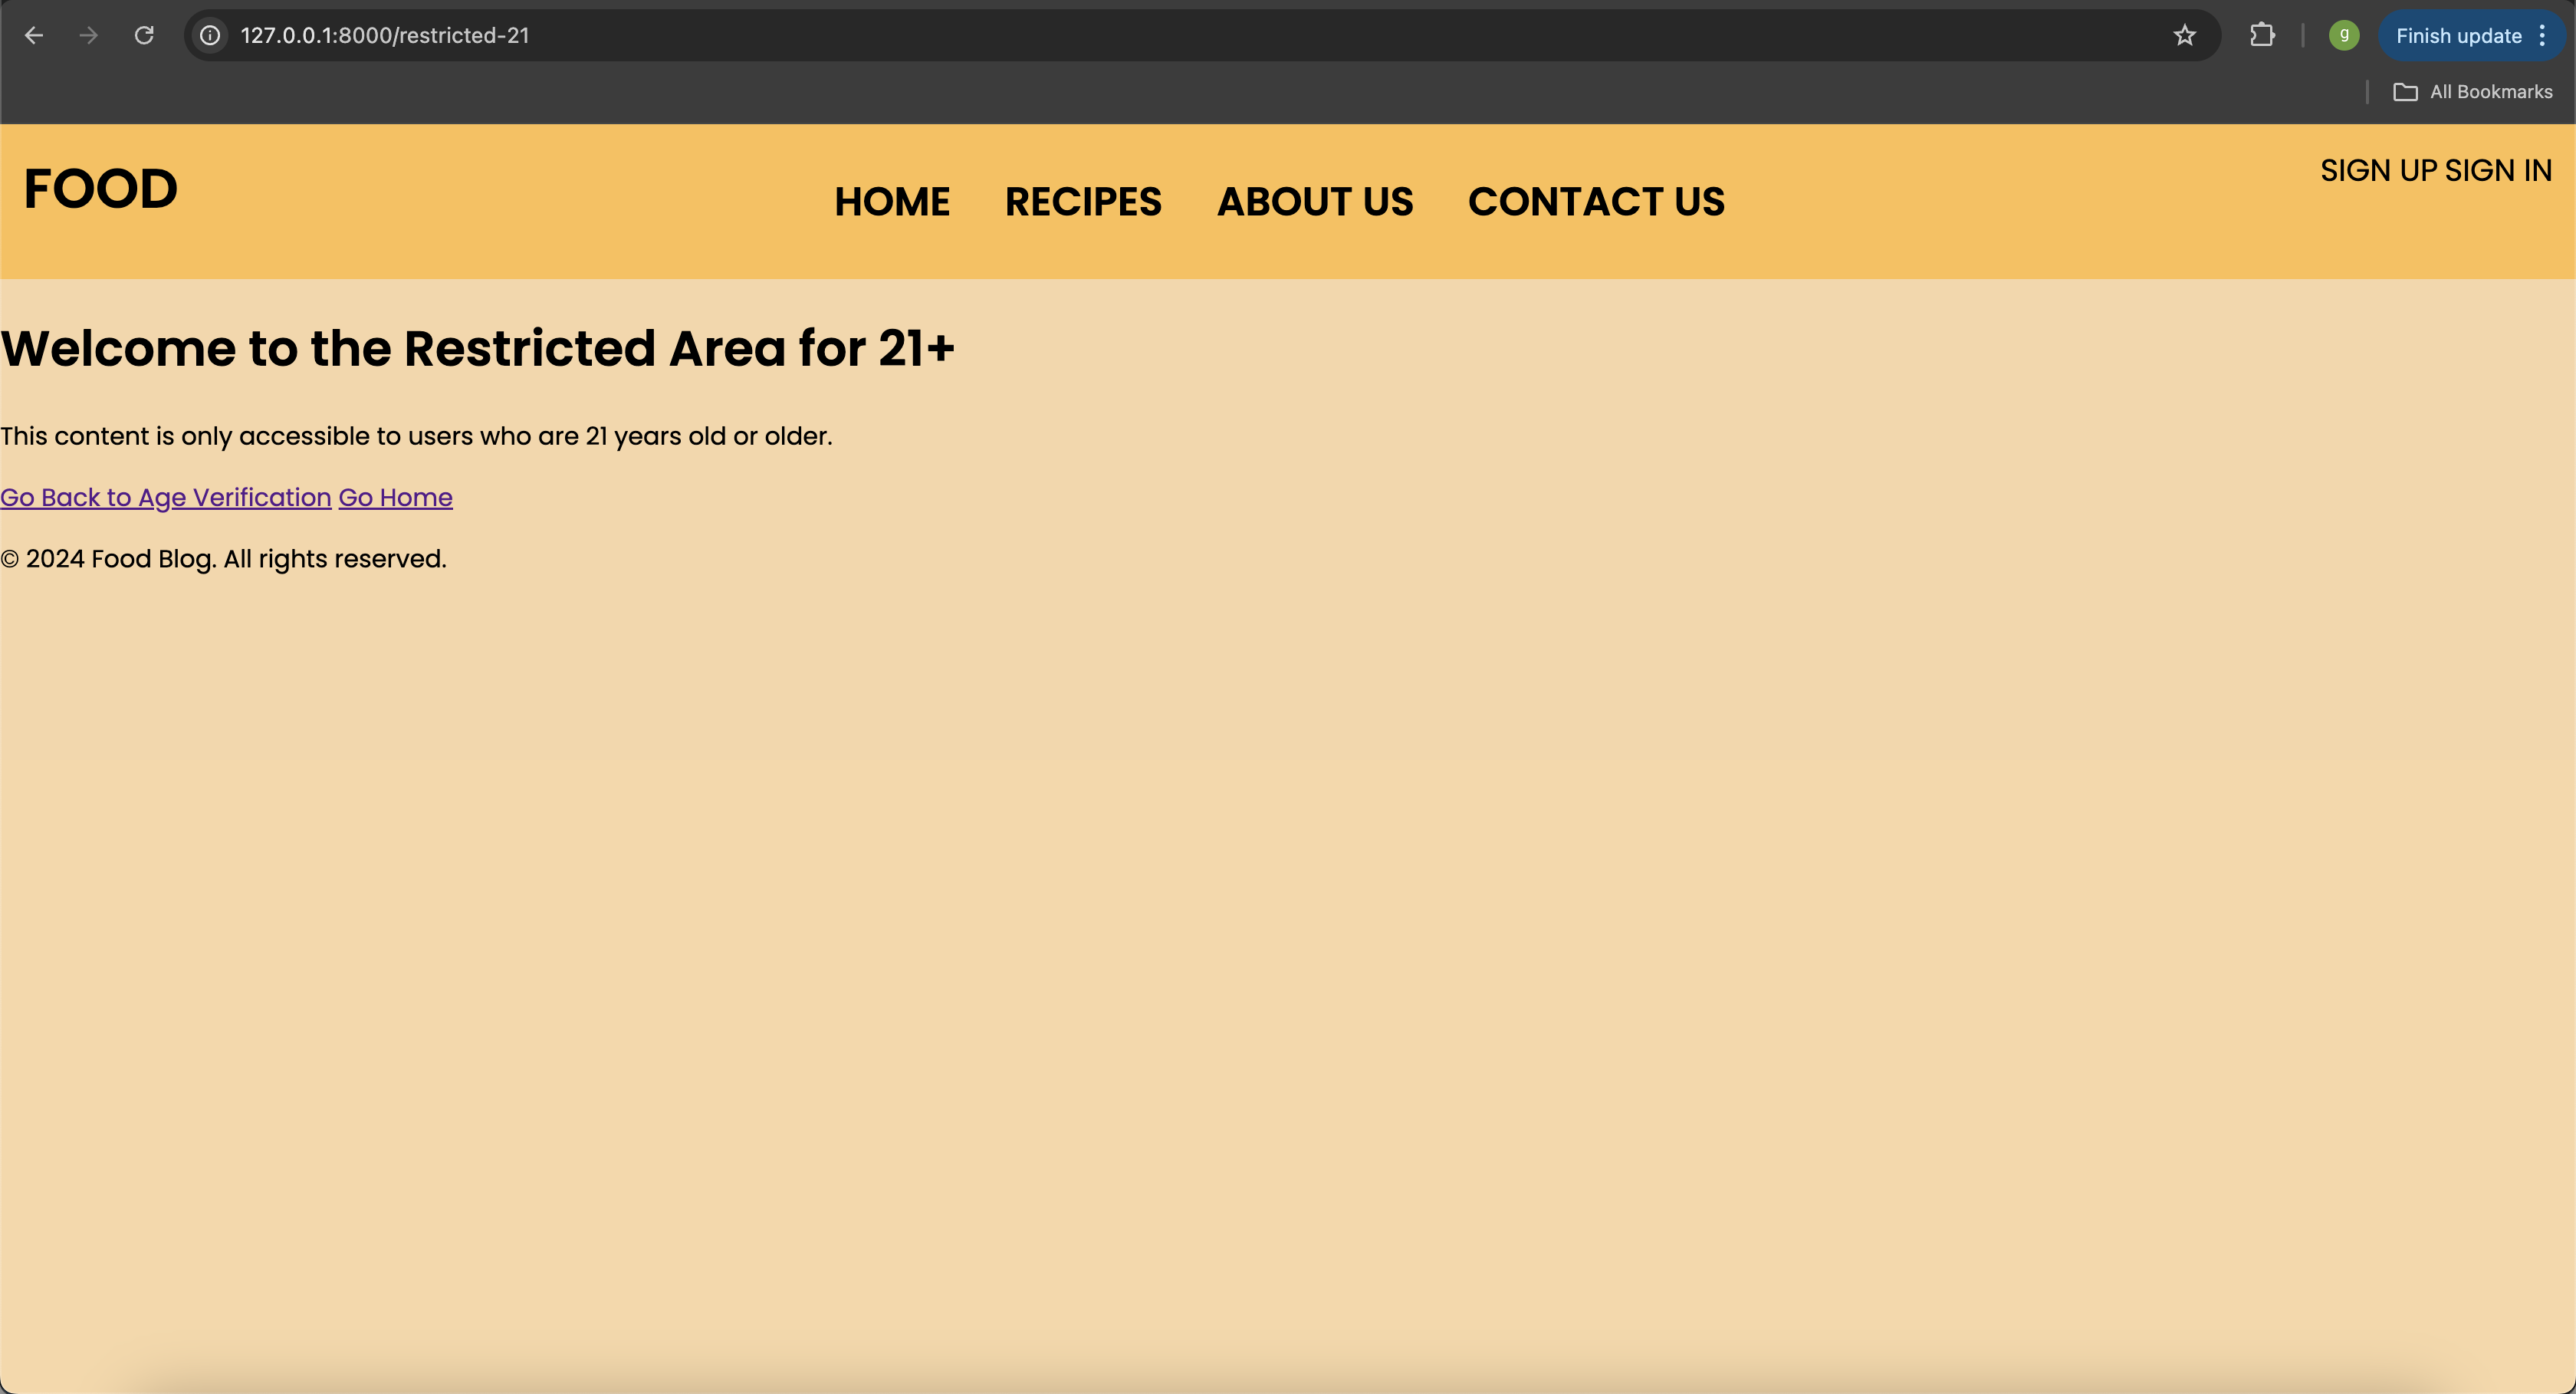 127.0.0.1:8000/restricted-21
g
Finish update
All Bookmarks
FOOD
HOME RECIPES ABOUT US CONTACT US
SIGN UP SIGN IN
Welcome to the Restricted Area for 21+
This content is only accessible to users who are 21 years old or older.
Go Back to Age Verification Go Home
© 2024 Food Blog. All rights reserved.